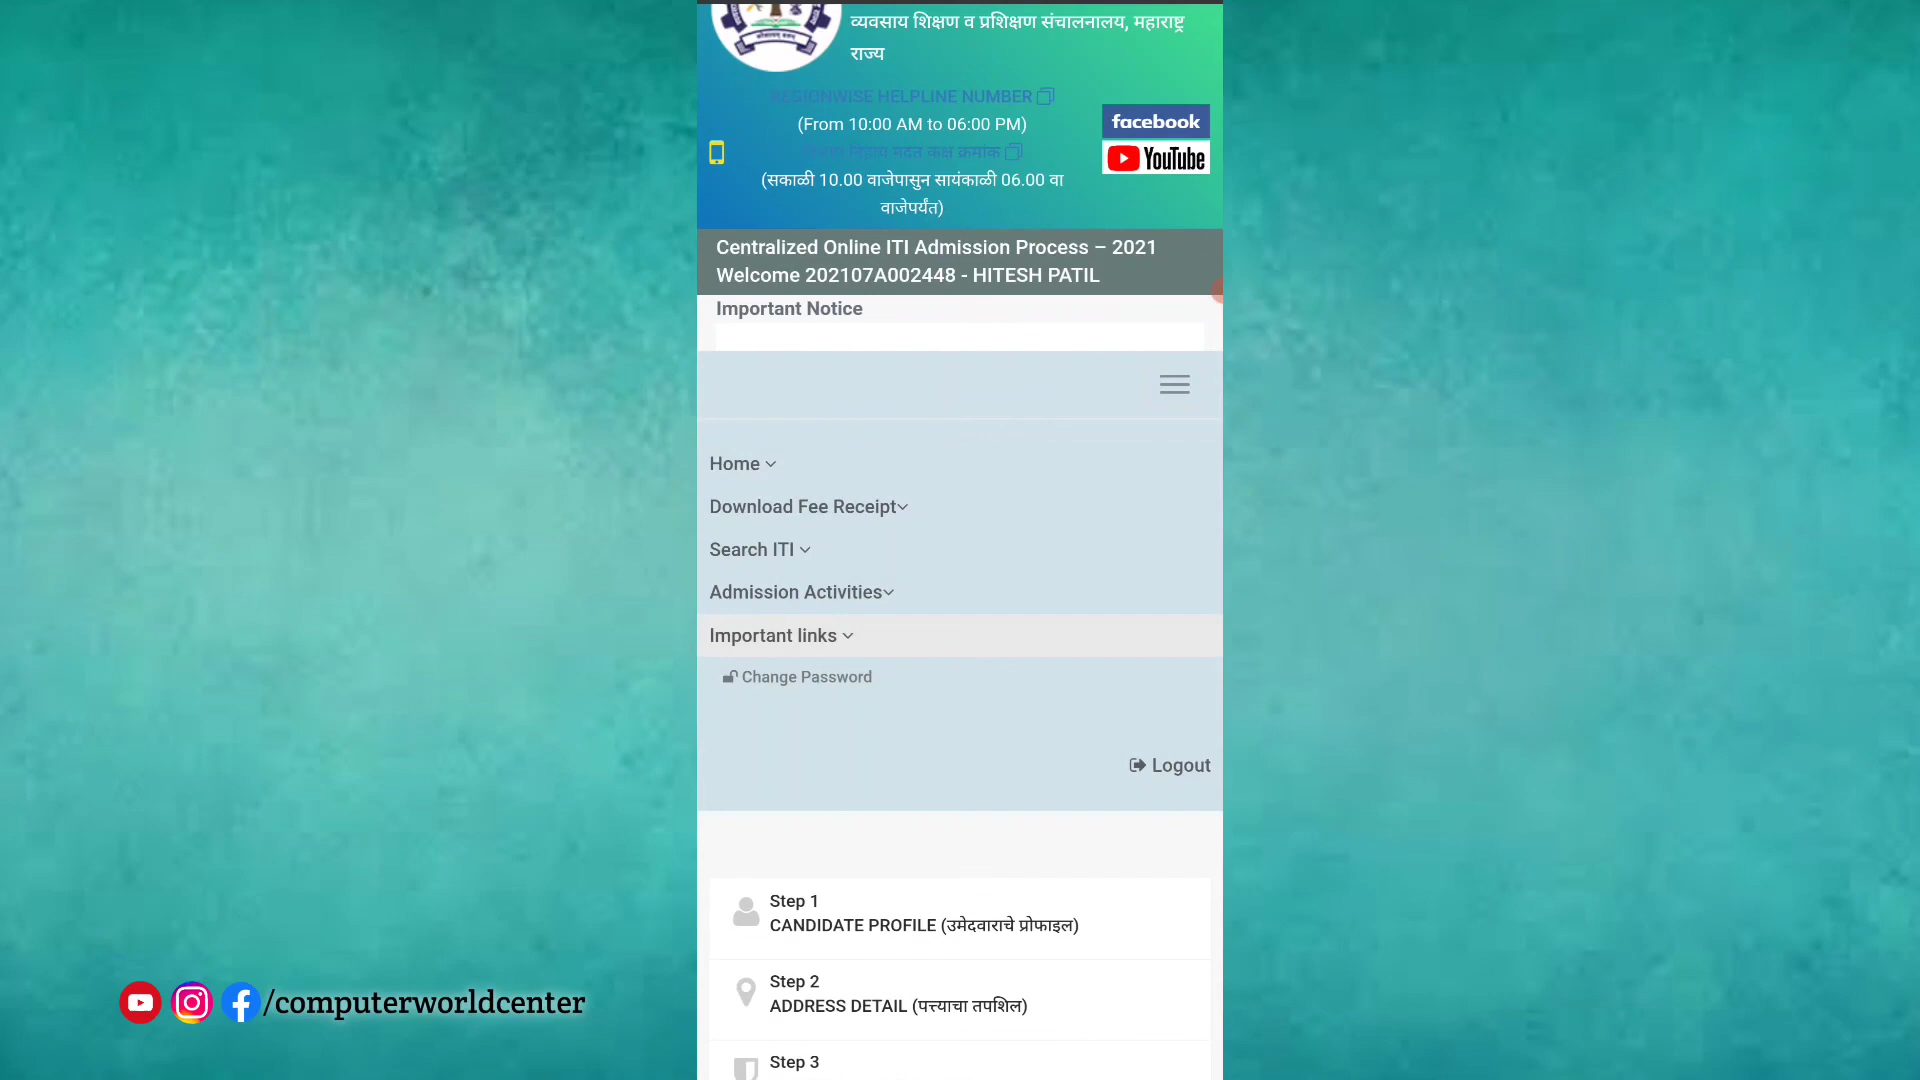 व्यवसाय शिक्षण व प्रशिक्षण संचालनालय, महाराष्ट्र
राज्य
REGIONWISE HELPLINE NUMBER
(From 10:00 AM to 06:00 PM)
मदत कक्ष क्रमांक
(सकाळी 10.00 वाजेपासुन सायंकाळी 06.00 वा
वाजेपर्यंत)
facebook
YouTube
Centralized Online ITI Admission Process – 2021
Welcome 202107A002448 - HITESH PATIL
Important Notice
Home
Download Fee Receipt
Search ITI
Admission Activities
Important links
Change Password
Logout
Step 1
CANDIDATE PROFILE (उमेदवाराचे प्रोफाइल)
Step 2
ADDRESS DETAIL (पत्त्याचा तपशिल)
Step 3
/computerworldcenter